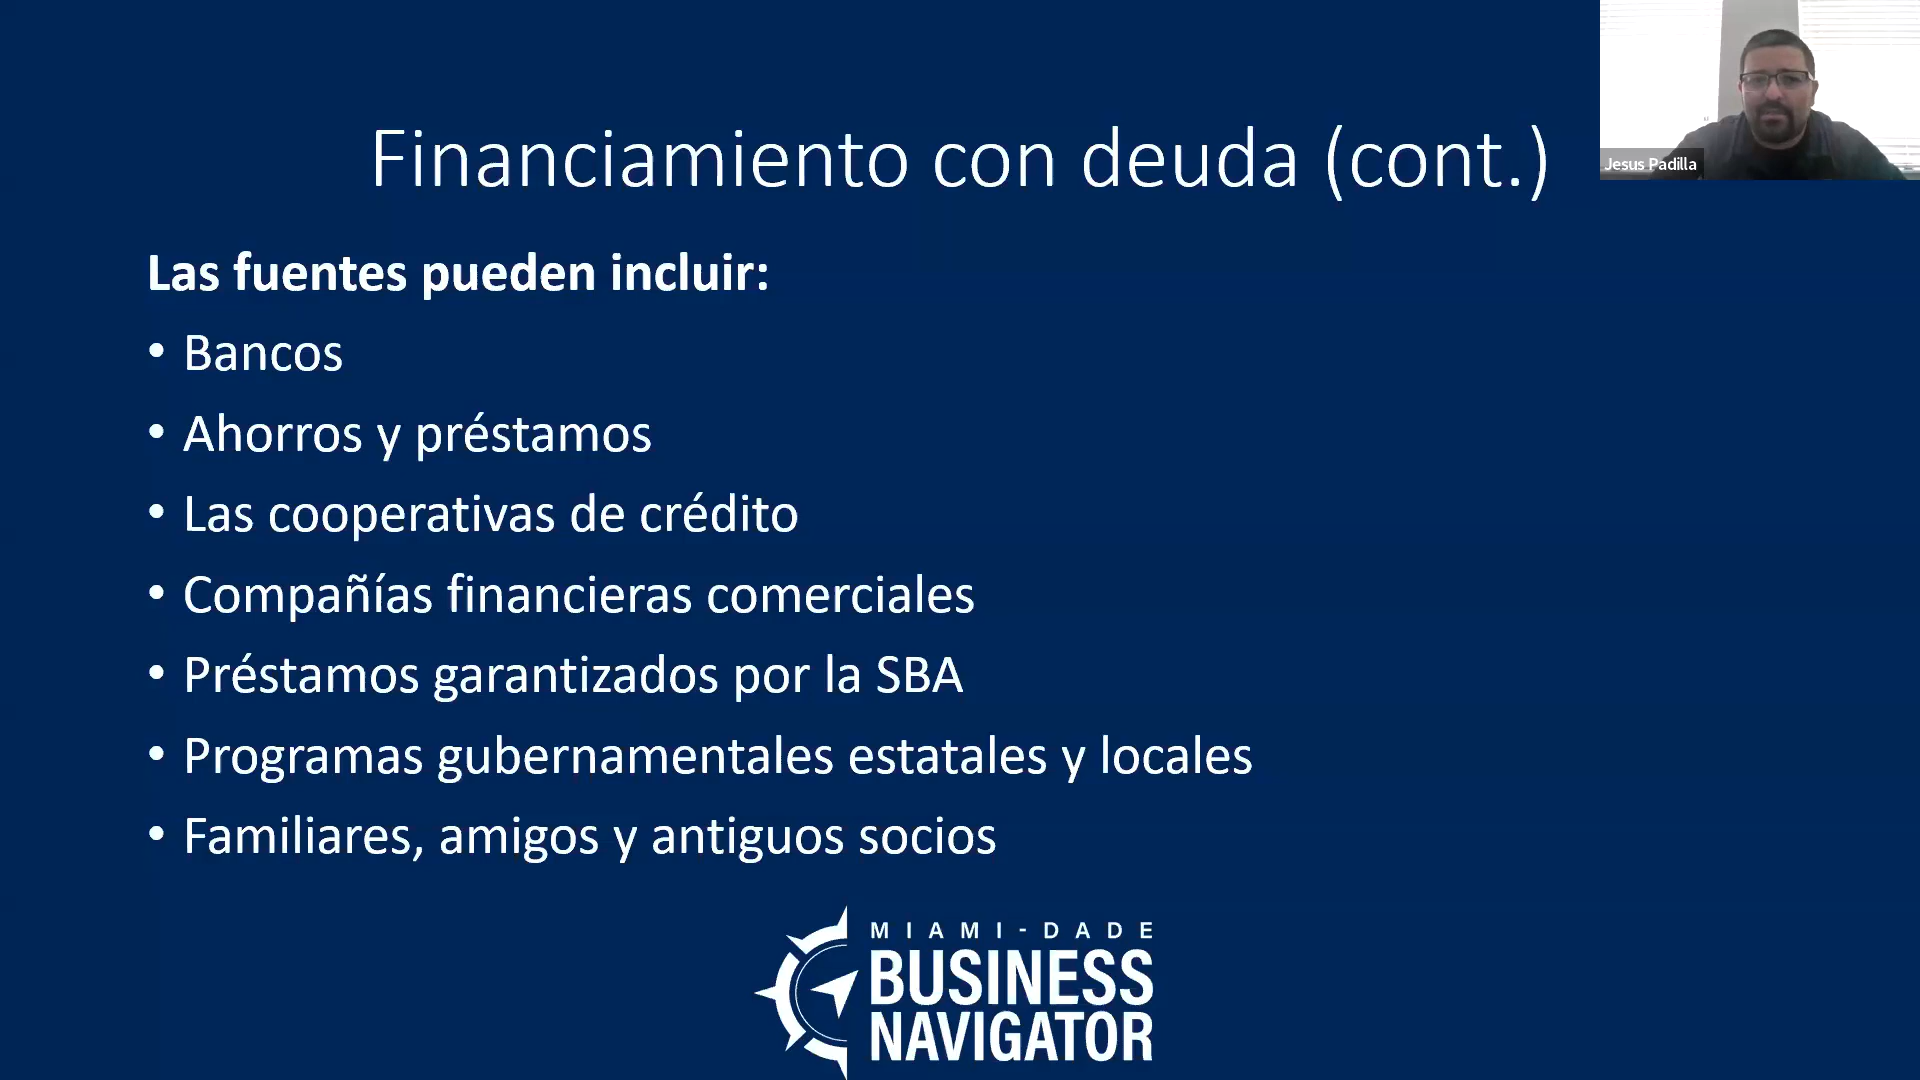 Financiamiento con deuda (cont.)
Jesus Padilla
Las fuentes pueden incluir:
• Bancos
• Ahorros y préstamos
• Las cooperativas de crédito
• Compañías financieras comerciales
• Préstamos garantizados por la SBA
• Programas gubernamentales estatales y locales
• Familiares, amigos y antiguos socios
MIAMI-DADE
BUSINESS
NAVIGATOR